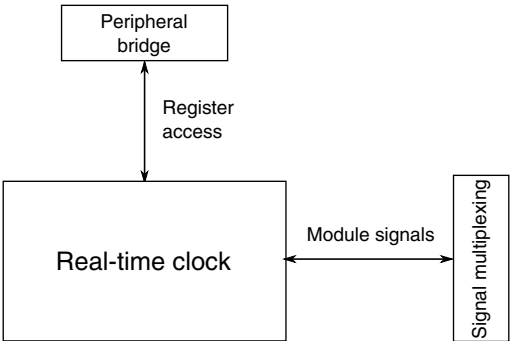 Peripheral
bridge
Register
access
Real-time clock
Module signals
Signal multiplexing